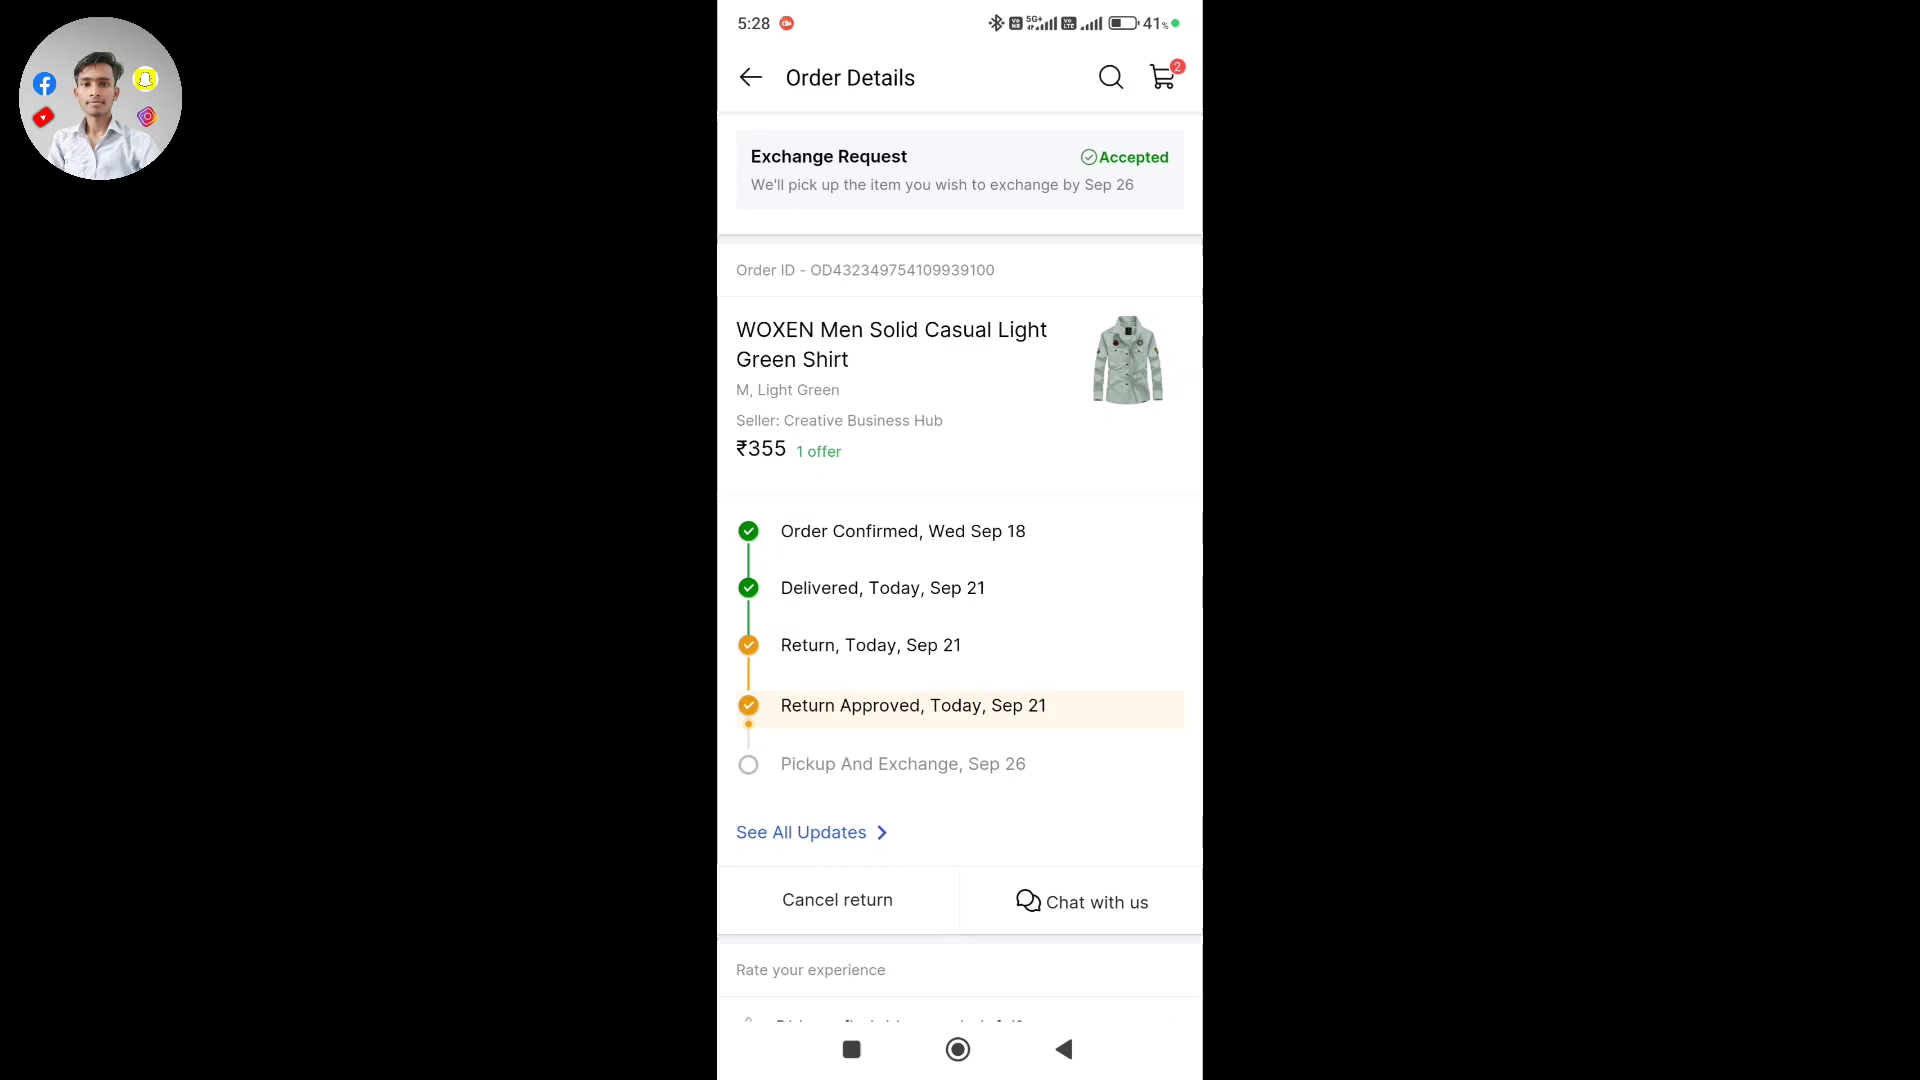 5:28
5G+
41%
Order Details
2
Exchange Request
Accepted
We'll pick up the item you wish to exchange by Sep 26
Order ID - OD432349754109939100
WOXEN Men Solid Casual Light
Green Shirt
M, Light Green
Seller: Creative Business Hub
₹355 1 offer
Order Confirmed, Wed Sep 18
Delivered, Today, Sep 21
Return, Today, Sep 21
Return Approved, Today, Sep 21
Pickup And Exchange, Sep 26
See All Updates
Cancel return
Chat with us
Rate your experience